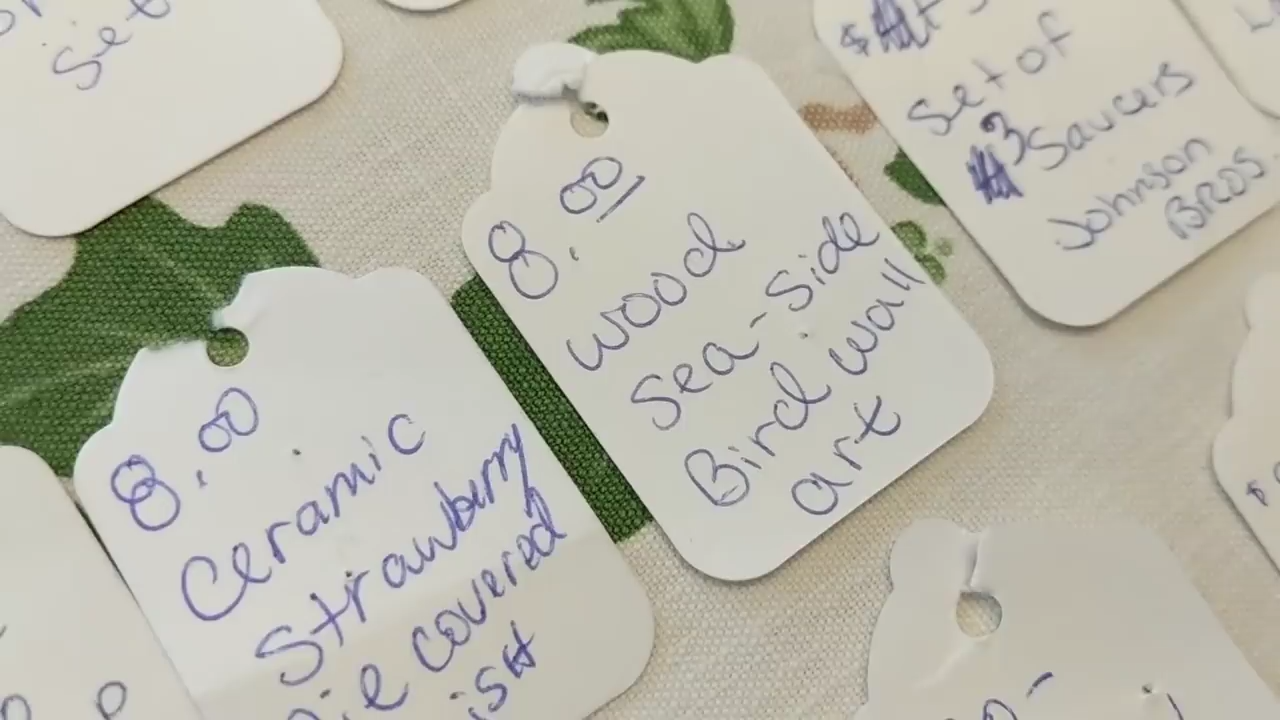 Set
8.00
Ceramic
Strawberry
covered
8.00
wood
Sea-Side
Bird wall
art
Set of
3 Saucers
Johnson
BROS